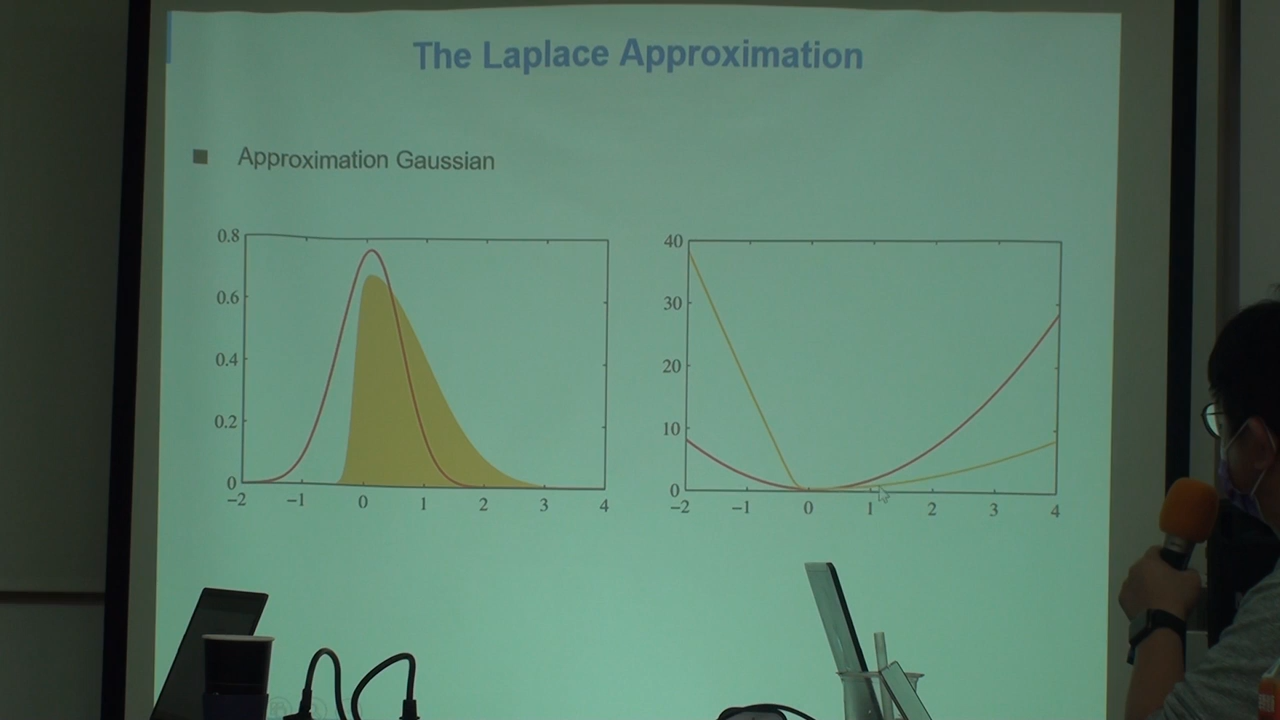 The Laplace Approximation
Approximation Gaussian
0.8
0.6
0.4
0.2
0
−2 −1 0 1 2 3 4
40
30
20
10
0
−2 −1 0 1 2 3 4